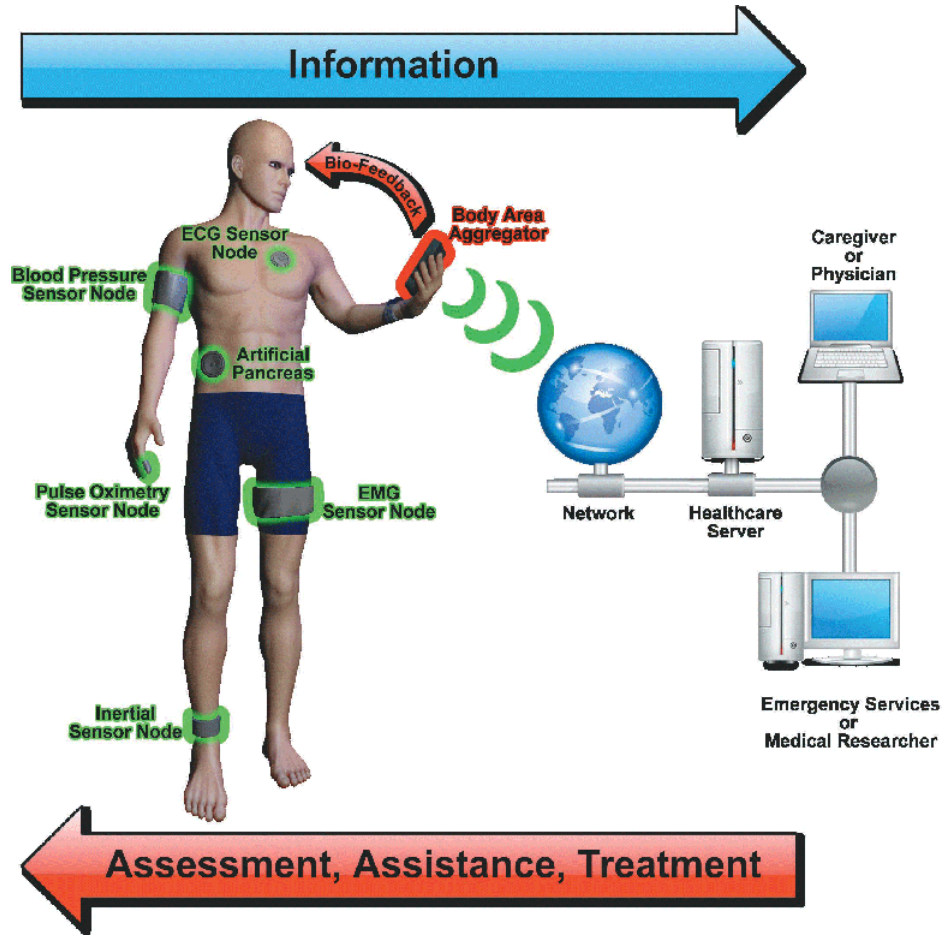 Information
Bio-Feedback
Body Area
Aggregator
ECG Sensor
Node
Blood Pressure
Sensor Node
Artificial
Pancreas
Pulse Oximetry
Sensor Node
EMG
Sensor Node
Inertial
Sensor Node
Caregiver
or
Physician
Network
Healthcare
Server
Emergency Services
or
Medical Researcher
Assessment, Assistance, Treatment